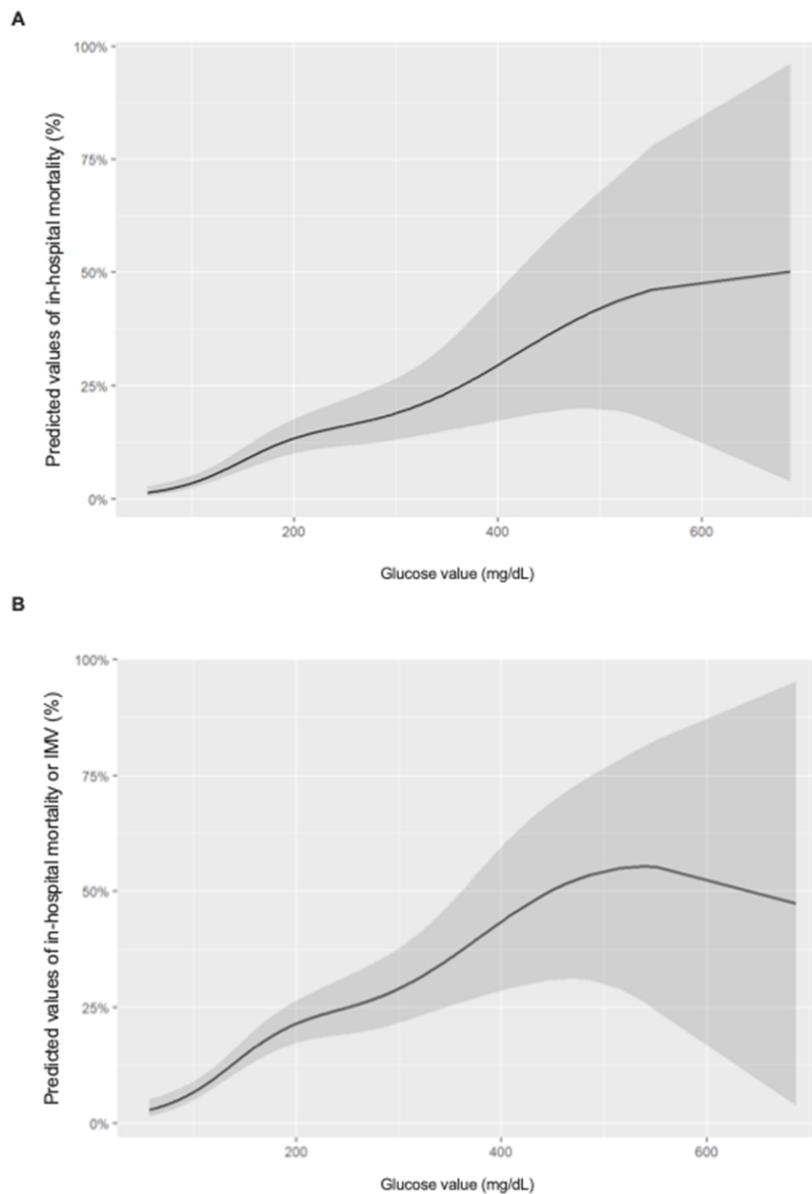 A
100%
75%
50%
25%
0%
Predicted values of in-hospital mortality (%)
200 400 600
Glucose value (mg/dL)
B
100%
75%
50%
25%
0%
Predicted values of in-hospital mortality or IMV (%)
200 400 600
Glucose value (mg/dL)